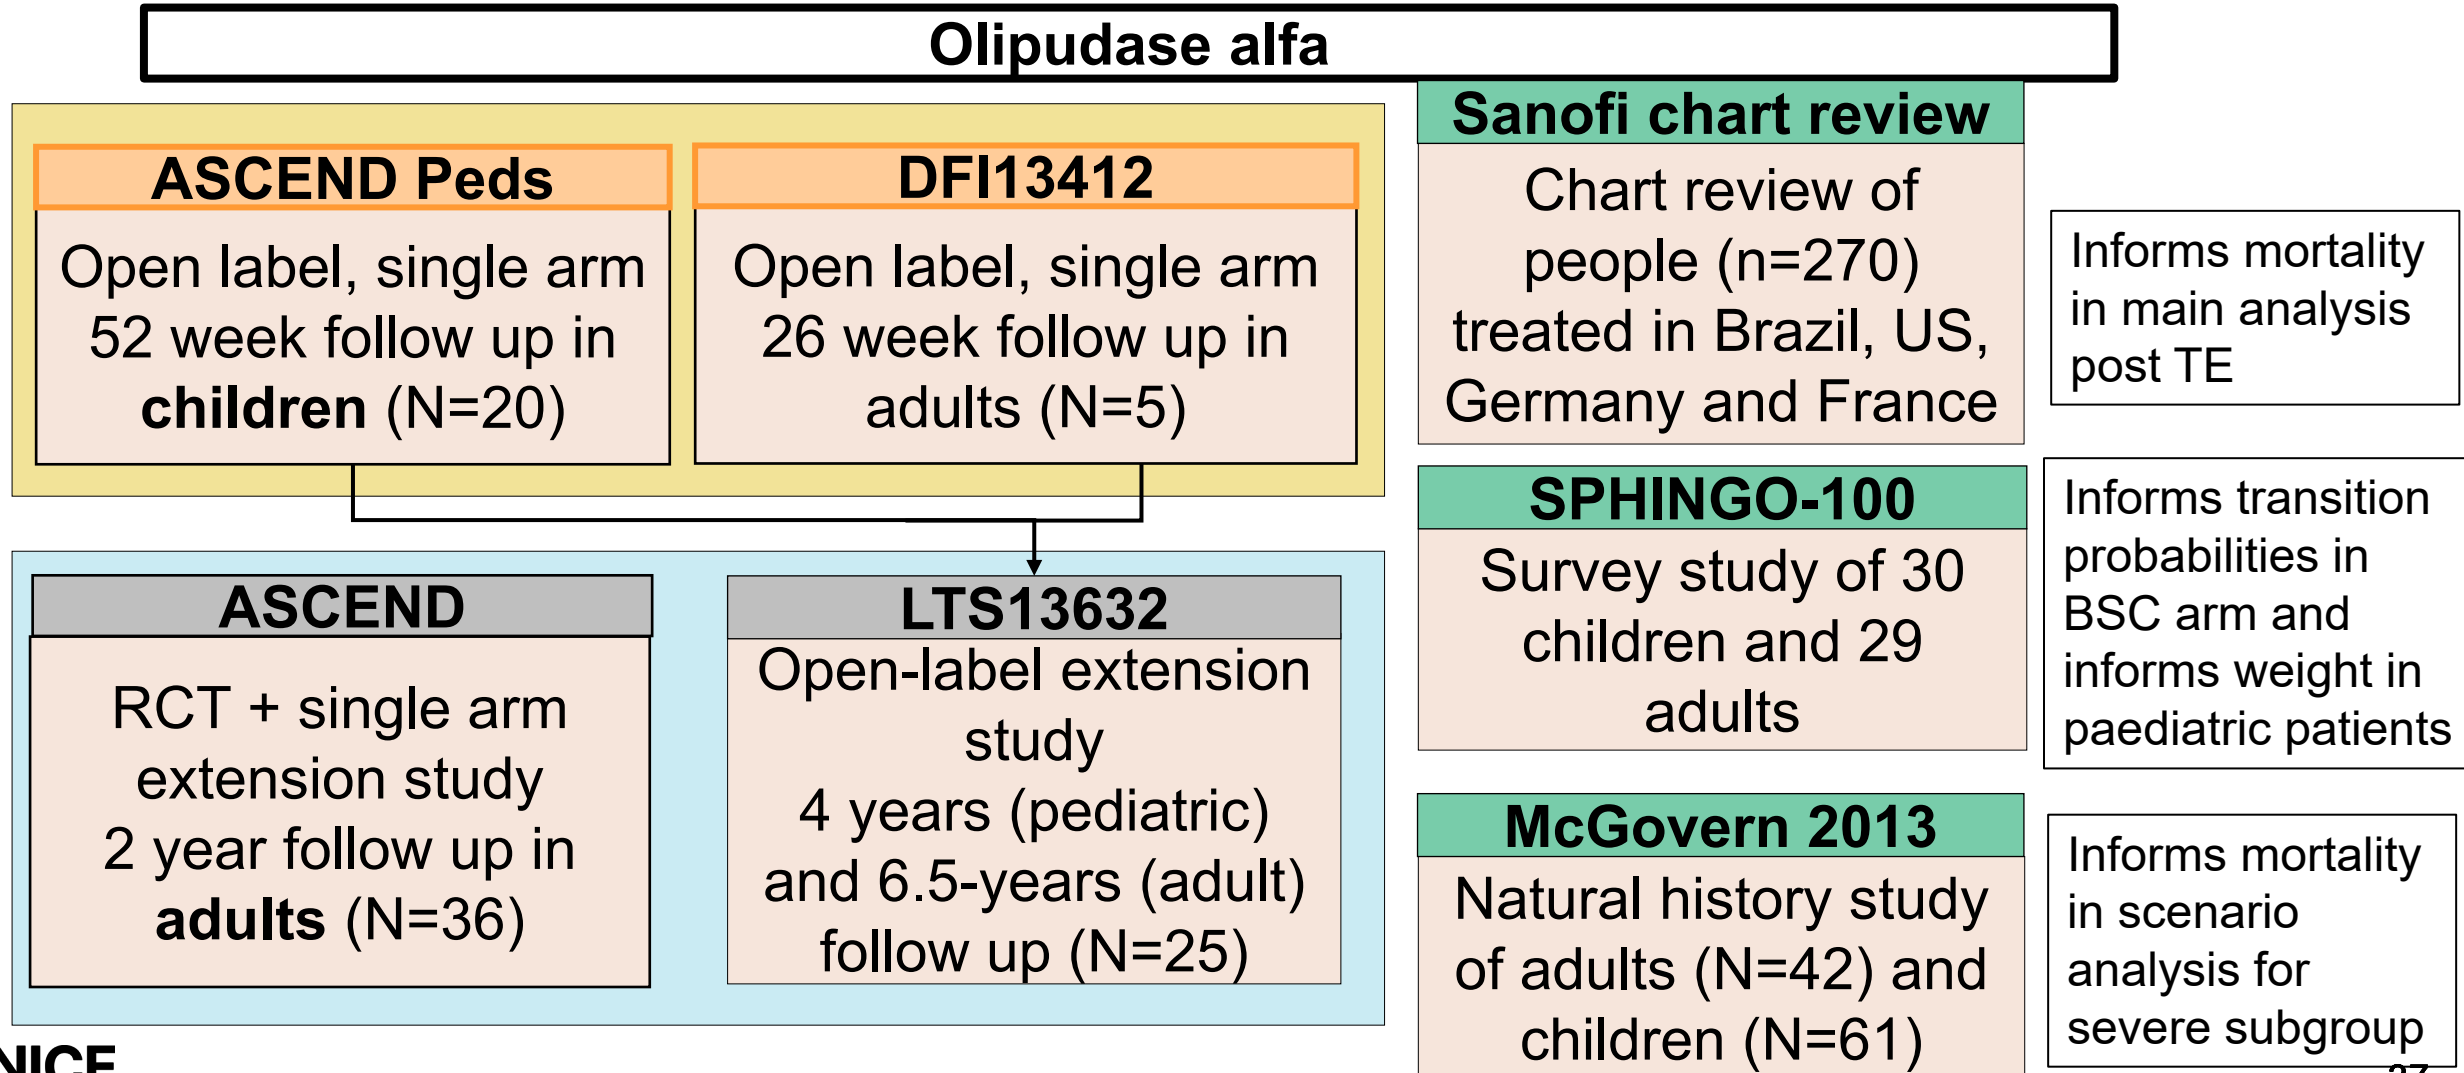 Olipudase alfa
ASCEND Peds
Open label, single arm
52 week follow up in
children (N=20)
DFI13412
Open label, single arm
26 week follow up in
adults (N=5)
ASCEND
RCT + single arm
extension study
2 year follow up in
adults (N=36)
LTS13632
Open-label extension
study
4 years (pediatric)
and 6.5-years (adult)
follow up (N=25)
Sanofi chart review
Chart review of
people (n=270)
treated in Brazil, US,
Germany and France
Informs mortality
in main analysis
post TE
SPHINGO-100
Survey study of 30
children and 29
adults
Informs transition
probabilities in
BSC arm and
informs weight in
paediatric patients
McGovern 2013
Natural history study
of adults (N=42) and
children (N=61)
Informs mortality
in scenario
analysis for
severe subgroup
NICE
27